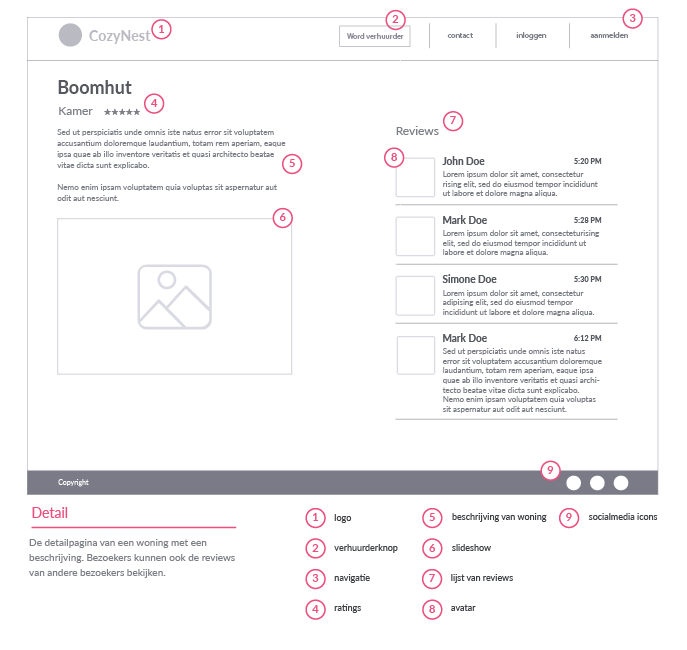 CozyNest 1
Word verhuurder 2
contact
inloggen
aanmelden 3
Boomhut
Kamer ★★★★★ 4
Sed ut perspiciatis unde omnis iste natus error sit voluptatem
accusantium doloremque laudantium, totam rem aperiam, eaque
ipsa quae ab illo inventore veritatis et quasi architecto beatae
vitae dicta sunt explicabo.
5
Nemo enim ipsam voluptatem quia voluptas sit aspernatur aut
odit aut nesciunt.
6
Reviews 7
8
John Doe 5:20 PM
Lorem ipsum dolor sit amet, consectetur
rising elit, sed do eiusmod tempor incididunt
ut labore et dolore magna aliqua.
Mark Doe 5:28 PM
Lorem ipsum dolor sit amet, consecteturising
elit, sed do eiusmod tempor incididunt ut
labore et dolore magna aliqua.
Simone Doe 5:30 PM
Lorem ipsum dolor sit amet, consectetur
adipising elit, sed do eiusmod tempor
incididunt ut labore et dolore magna aliqua.
Mark Doe 6:12 PM
Sed ut perspiciatis unde omnis iste natus
error sit voluptatem accusantium doloremque
laudantium, totam rem aperiam, eaque ipsa
quae ab illo inventore veritatis et quasi archi-
tecto beatae vitae dicta sunt explicabo.
Nemo enim ipsam voluptatem quia voluptas
sit aspernatur aut odit aut nesciunt.
Copyright
9
Detail
De detailpagina van een woning met een
beschrijving. Bezoekers kunnen ook de reviews
van andere bezoekers bekijken.
1 logo
2 verhuurderknop
3 navigatie
4 ratings
5 beschrijving van woning
6 slideshow
7 lijst van reviews
8 avatar
9 socialmedia icons